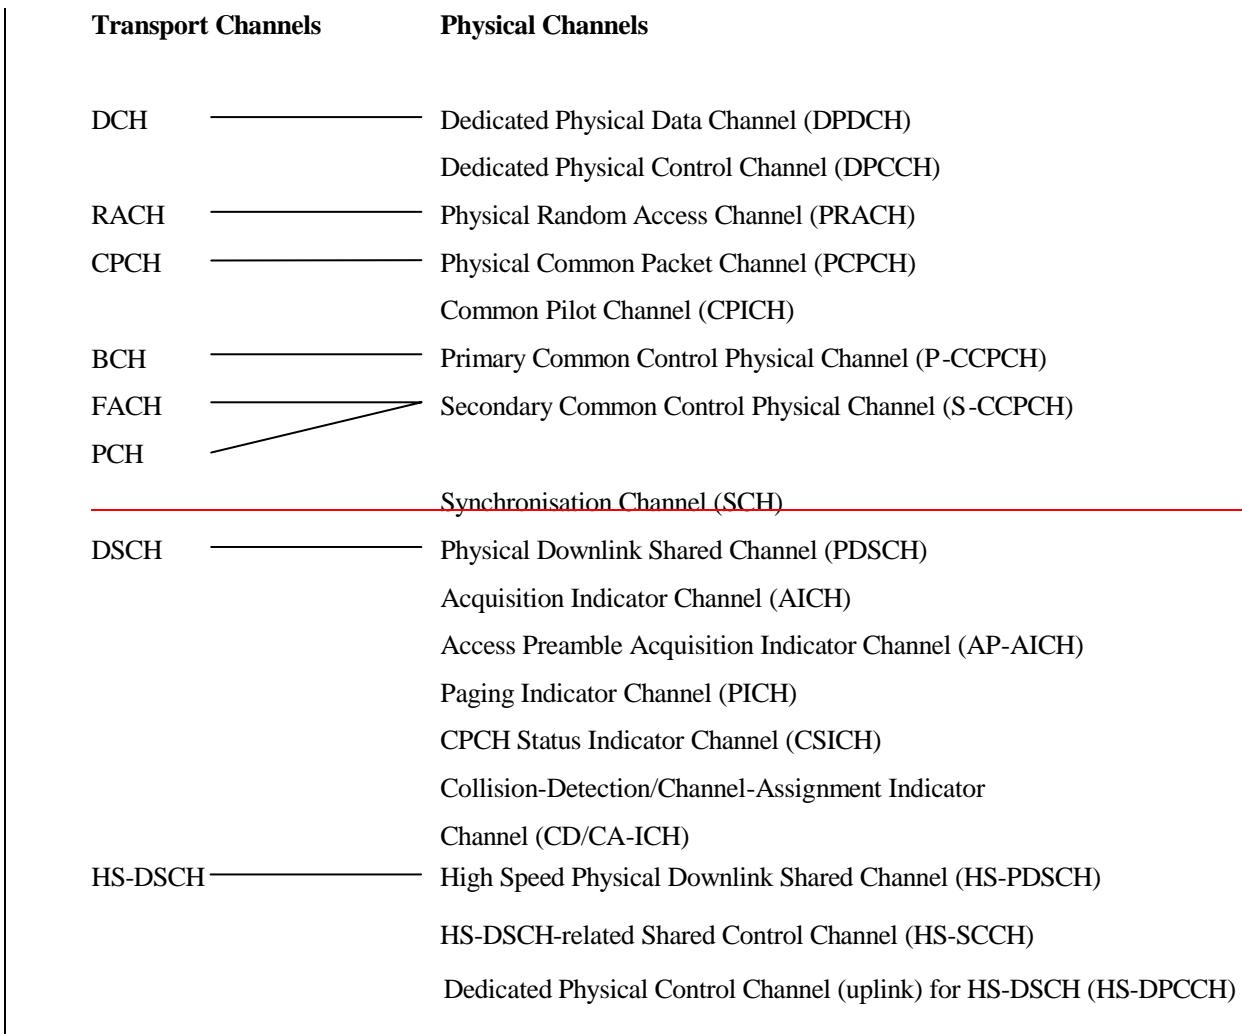 Transport Channels Physical Channels
DCH Dedicated Physical Data Channel (DPDCH)
Dedicated Physical Control Channel (DPCCH)
RACH Physical Random Access Channel (PRACH)
CPCH Physical Common Packet Channel (PCPCH)
Common Pilot Channel (CPICH)
BCH Primary Common Control Physical Channel (P-CCPCH)
FACH Secondary Common Control Physical Channel (S-CCPCH)
PCH
Synchronisation Channel (SCH)
DSCH Physical Downlink Shared Channel (PDSCH)
Acquisition Indicator Channel (AICH)
Access Preamble Acquisition Indicator Channel (AP-AICH)
Paging Indicator Channel (PICH)
CPCH Status Indicator Channel (CSICH)
Collision-Detection/Channel-Assignment Indicator
Channel (CD/CA-ICH)
HS-DSCH High Speed Physical Downlink Shared Channel (HS-PDSCH)
HS-DSCH-related Shared Control Channel (HS-SCCH)
Dedicated Physical Control Channel (uplink) for HS-DSCH (HS-DPCCH)